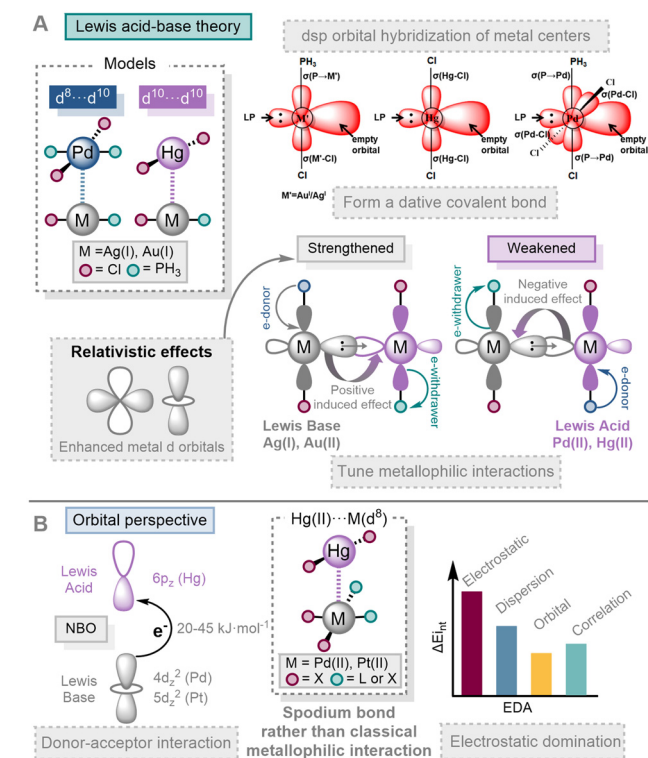 A
Lewis acid-base theory
Models
d⁸···d¹⁰
d¹⁰···d¹⁰
Pd
Hg
M
M
M =Ag(I), Au(I)
= Cl = PH₃
dsp orbital hybridization of metal centers
PH₃
σ(P→M')
LP
M'
empty
orbital
σ(M'-Cl)
Cl
M'=Auᴵ/Agᴵ
Cl
σ(Hg-Cl)
LP
Hg
empty
orbital
σ(Hg-Cl)
Cl
PH₃
σ(P→Pd)
Cl
σ(Pd-Cl)
LP
Pd
σ(Pd-Cl)
Cl
empty
orbital
σ(P→Pd)
Cl
Form a dative covalent bond
Strengthened
e-donor
M
M
Positive
induced effect
e-withdrawer
Lewis Base
Ag(I), Au(II)
Weakened
e-withdrawer
Negative
induced effect
M
M
e-donor
Lewis Acid
Pd(II), Hg(II)
Relativistic effects
Enhanced metal d orbitals
Tune metallophilic interactions
B
Orbital perspective
Lewis
Acid
6p_z (Hg)
NBO
e⁻
20-45 kJ·mol⁻¹
Lewis
Base
4d_z² (Pd)
5d_z² (Pt)
Donor-acceptor interaction
Hg(II)···M(d⁸)
Hg
M
M = Pd(II), Pt(II)
= X = L or X
Spodium bond
rather than classical
metallophilic interaction
ΔEi_nt
Electrostatic
Dispersion
Orbital
Correlation
EDA
Electrostatic domination